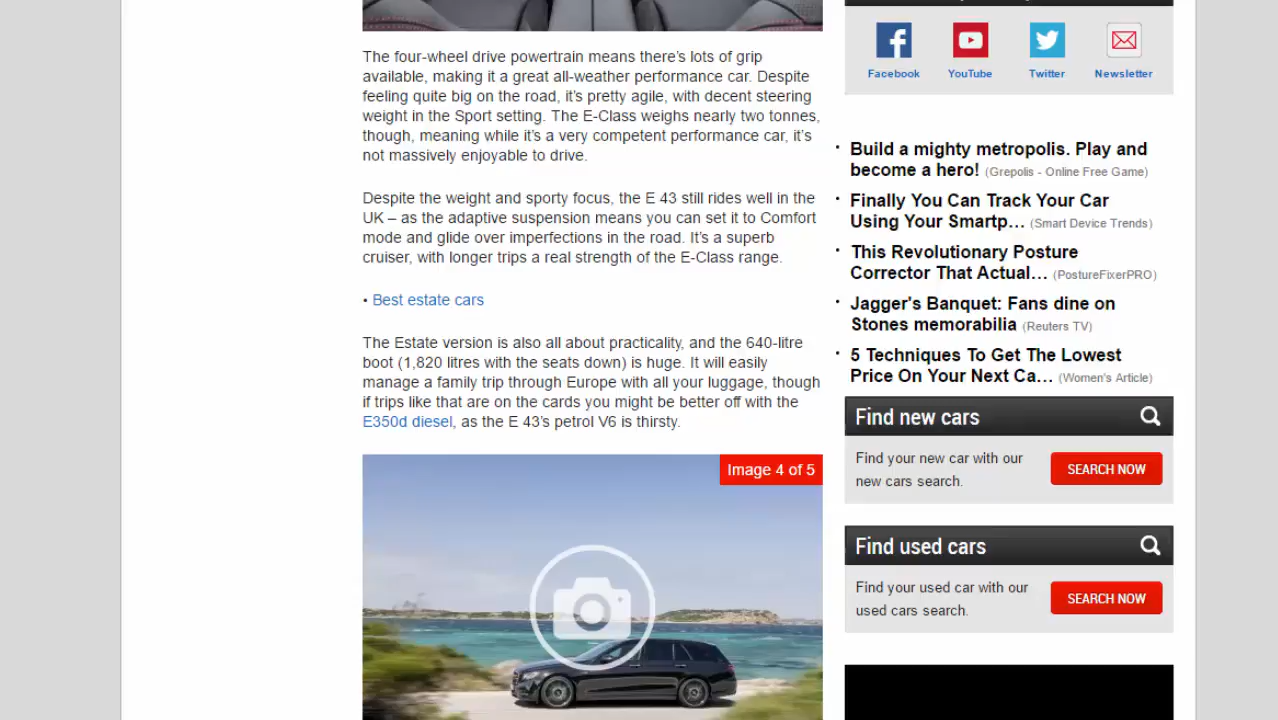 The four-wheel drive powertrain means there's lots of grip
available, making it a great all-weather performance car. Despite
feeling quite big on the road, it's pretty agile, with decent steering
weight in the Sport setting. The E-Class weighs nearly two tonnes,
though, meaning while it's a very competent performance car, it's
not massively enjoyable to drive.
Despite the weight and sporty focus, the E 43 still rides well in the
UK – as the adaptive suspension means you can set it to Comfort
mode and glide over imperfections in the road. It's a superb
cruiser, with longer trips a real strength of the E-Class range.
• Best estate cars
The Estate version is also all about practicality, and the 640-litre
boot (1,820 litres with the seats down) is huge. It will easily
manage a family trip through Europe with all your luggage, though
if trips like that are on the cards you might be better off with the
E350d diesel, as the E 43's petrol V6 is thirsty.
Image 4 of 5
Facebook YouTube Twitter Newsletter
· Build a mighty metropolis. Play and
become a hero! (Grepolis - Online Free Game)
· Finally You Can Track Your Car
Using Your Smartp… (Smart Device Trends)
· This Revolutionary Posture
Corrector That Actual… (PostureFixerPRO)
· Jagger's Banquet: Fans dine on
Stones memorabilia (Reuters TV)
· 5 Techniques To Get The Lowest
Price On Your Next Ca… (Women's Article)
Find new cars
Find your new car with our
new cars search.
SEARCH NOW
Find used cars
Find your used car with our
used cars search.
SEARCH NOW